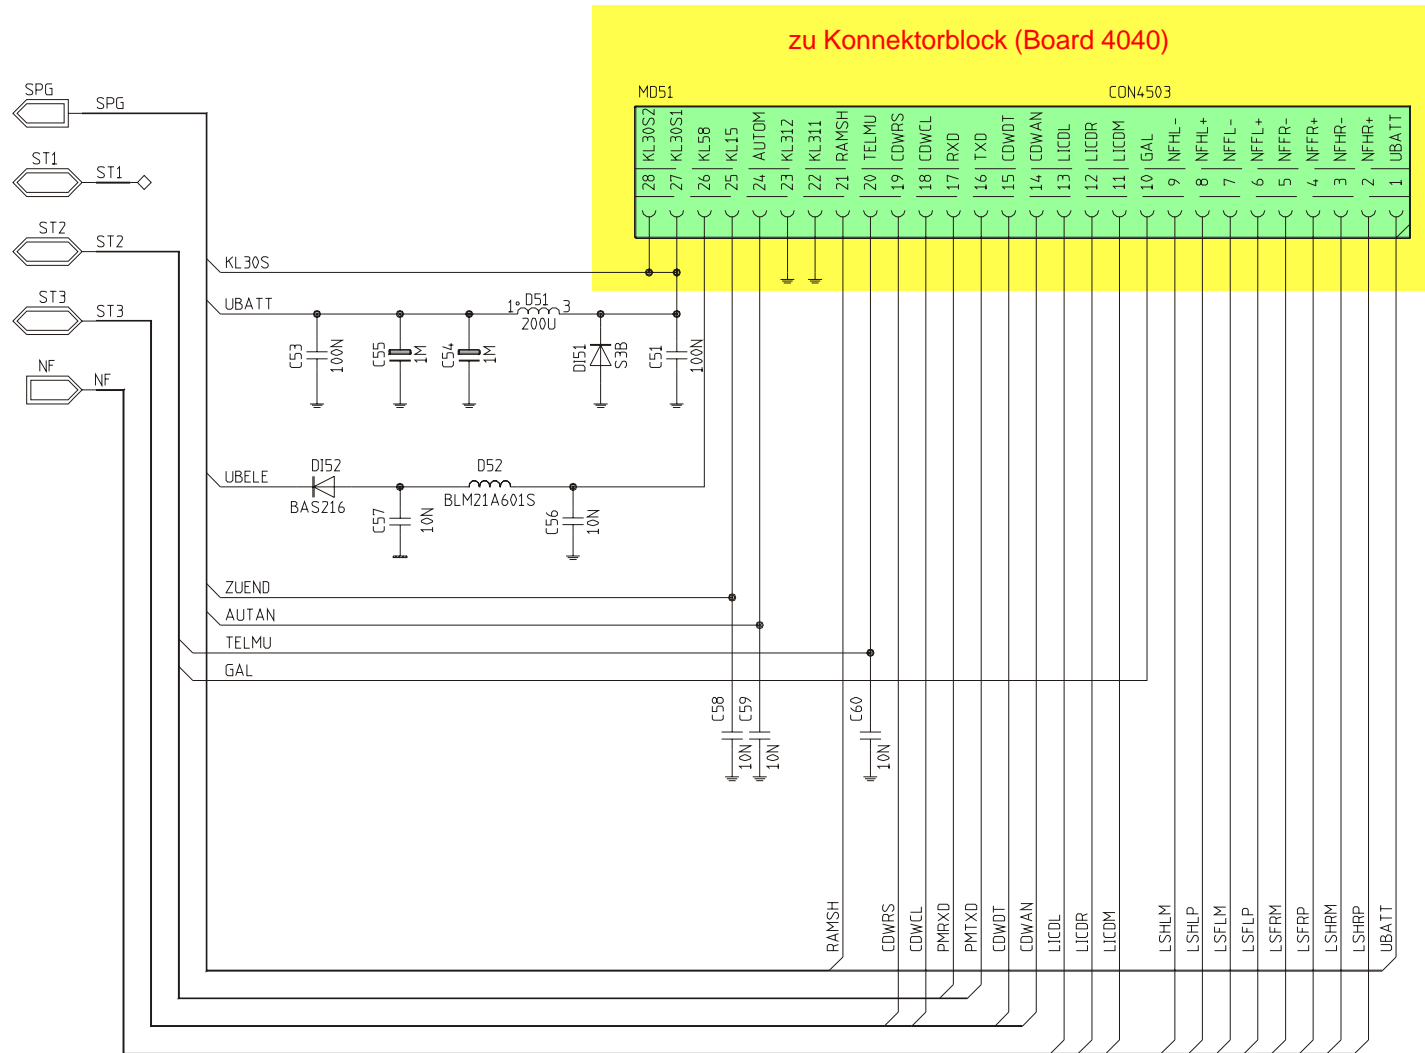 zu Konnektorblock (Board 4040)
MD51 CON4503
KL30S2 KL30S1 KL58 KL15 AUTOM KL312 KL311 RAMSH TELMU CDWRS CDWCL RXD TXD CDWDT CDWAN LICDL LICDR LICDM GAL NFHL- NFHL+ NFFL- NFFL+ NFFR- NFFR+ NFHR- NFHR+ UBATT
28 27 26 25 24 23 22 21 20 19 18 17 16 15 14 13 12 11 10 9 8 7 6 5 4 3 2 1
SPG SPG
ST1 ST1
ST2 ST2
ST3 ST3
NF NF
KL30S
UBATT
1° D51 3
200U
C53 100N
C55 1M
C54 1M
DI51 S3B
C51 100N
UBELE
DI52
BAS216
D52
BLM21A601S
C57 10N
C56 10N
ZUEND
AUTAN
TELMU
GAL
C58 10N
C59 10N
C60 10N
RAMSH CDWRS CDWCL PMRXD PMTXD CDWDT CDWAN LICDL LICDR LICDM LSHLM LSHLP LSFLM LSFLP LSFRM LSFRP LSHRM LSHRP UBATT